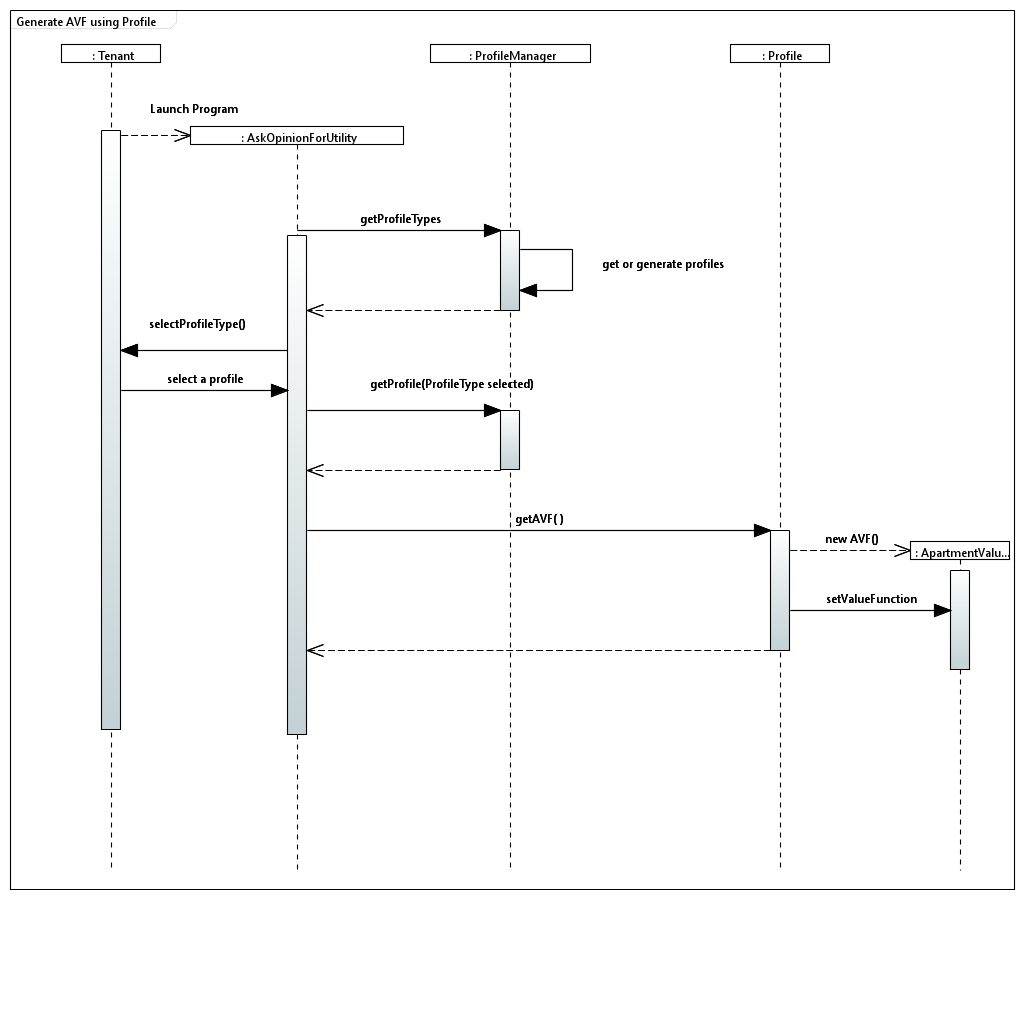 Generate AVF using Profile
: Tenant
: ProfileManager
: Profile
Launch Program
: AskOpinionForUtility
getProfileTypes
get or generate profiles
selectProfileType()
select a profile
getProfile(ProfileType selected)
getAVF( )
new AVF()
: ApartmentValu...
setValueFunction